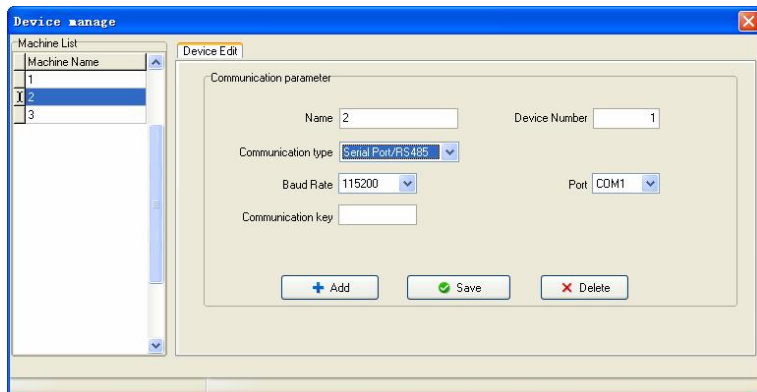 Device manage
Machine List
Machine Name
1
2
3
Device Edit
Communication parameter
Name 2 Device Number 1
Communication type Serial Port/RS485
Baud Rate 115200 Port COM1
Communication key
Add Save Delete